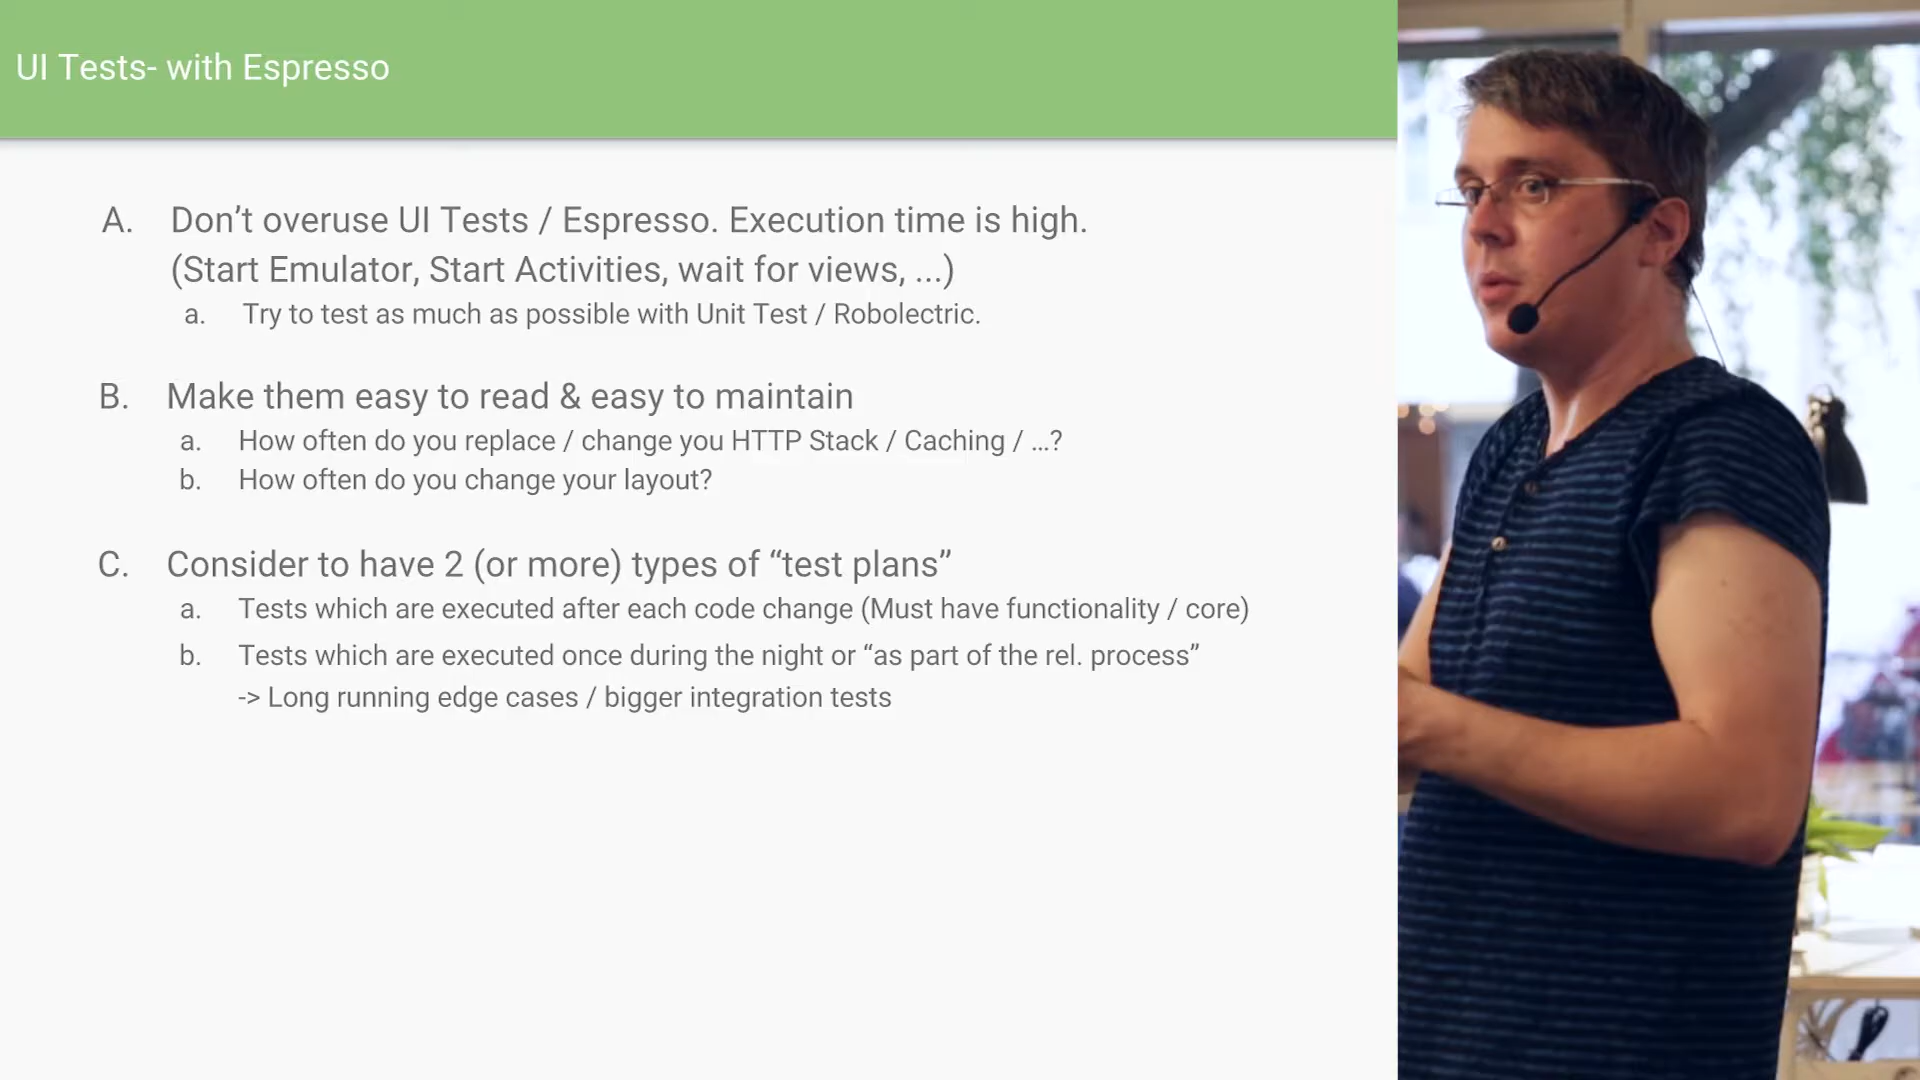 UI Tests- with Espresso
A. Don’t overuse UI Tests / Espresso. Execution time is high.
(Start Emulator, Start Activities, wait for views, ...)
a. Try to test as much as possible with Unit Test / Robolectric.
B. Make them easy to read & easy to maintain
a. How often do you replace / change you HTTP Stack / Caching / ...?
b. How often do you change your layout?
C. Consider to have 2 (or more) types of “test plans”
a. Tests which are executed after each code change (Must have functionality / core)
b. Tests which are executed once during the night or “as part of the rel. process”
-> Long running edge cases / bigger integration tests